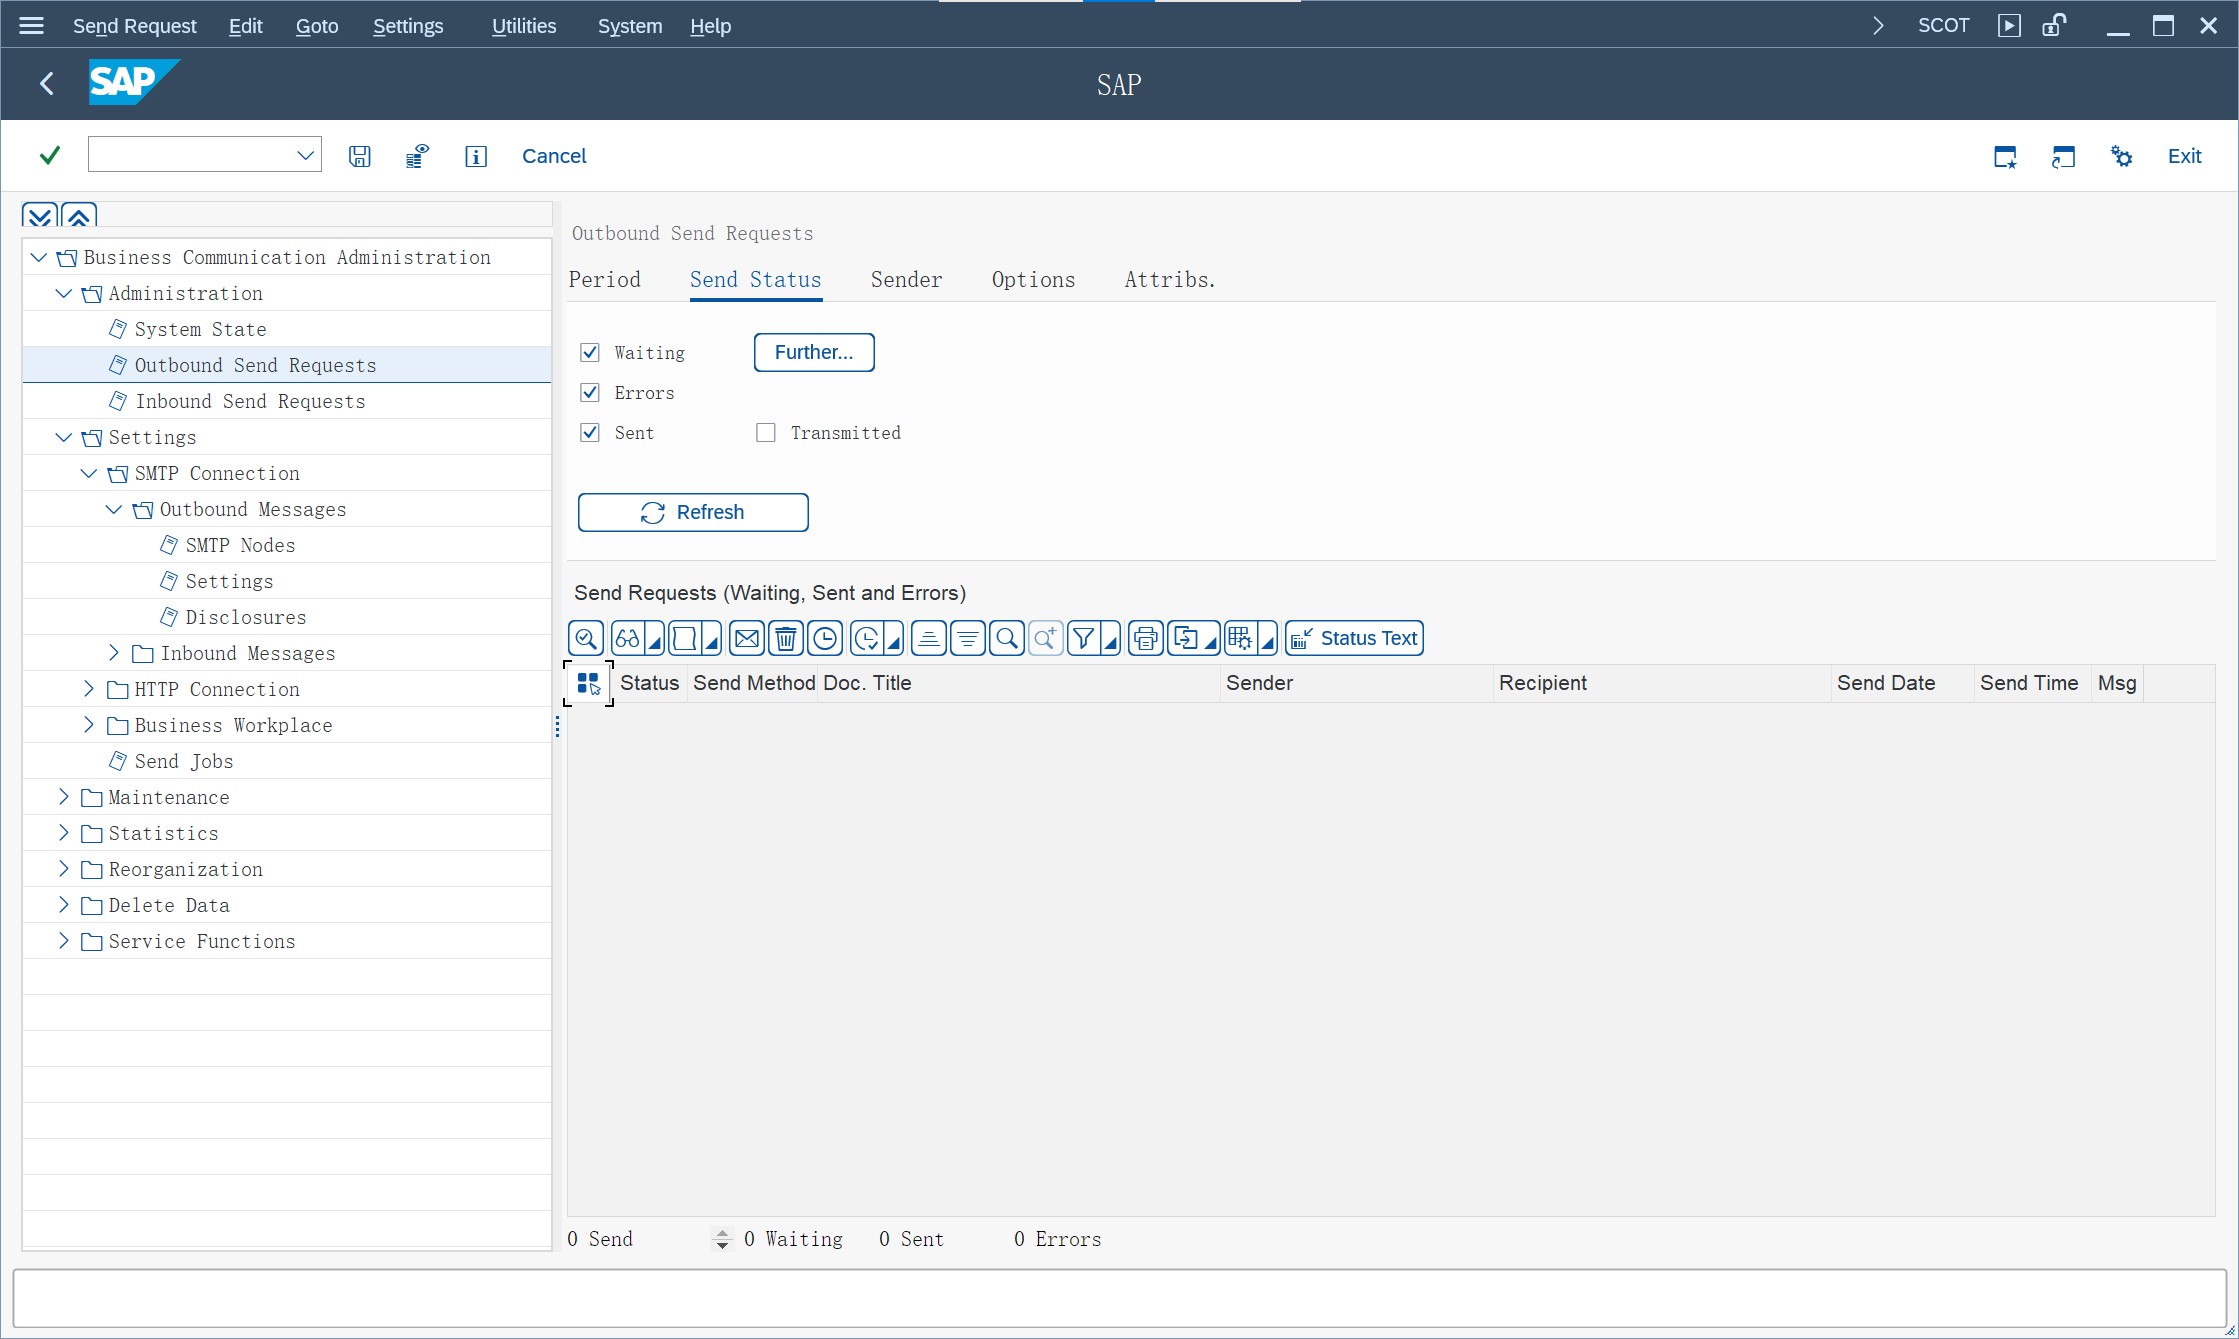 Send Request Edit Goto Settings Utilities System Help SCOT
SAP SAP
Cancel Exit
Business Communication Administration
Administration
System State
Outbound Send Requests
Inbound Send Requests
Settings
SMTP Connection
Outbound Messages
SMTP Nodes
Settings
Disclosures
Inbound Messages
HTTP Connection
Business Workplace
Send Jobs
Maintenance
Statistics
Reorganization
Delete Data
Service Functions
Outbound Send Requests
Period Send Status Sender Options Attribs.
Waiting Further...
Errors
Sent Transmitted
Refresh
Send Requests (Waiting, Sent and Errors)
Status Text
Status Send Method Doc. Title Sender Recipient Send Date Send Time Msg
0 Send 0 Waiting 0 Sent 0 Errors